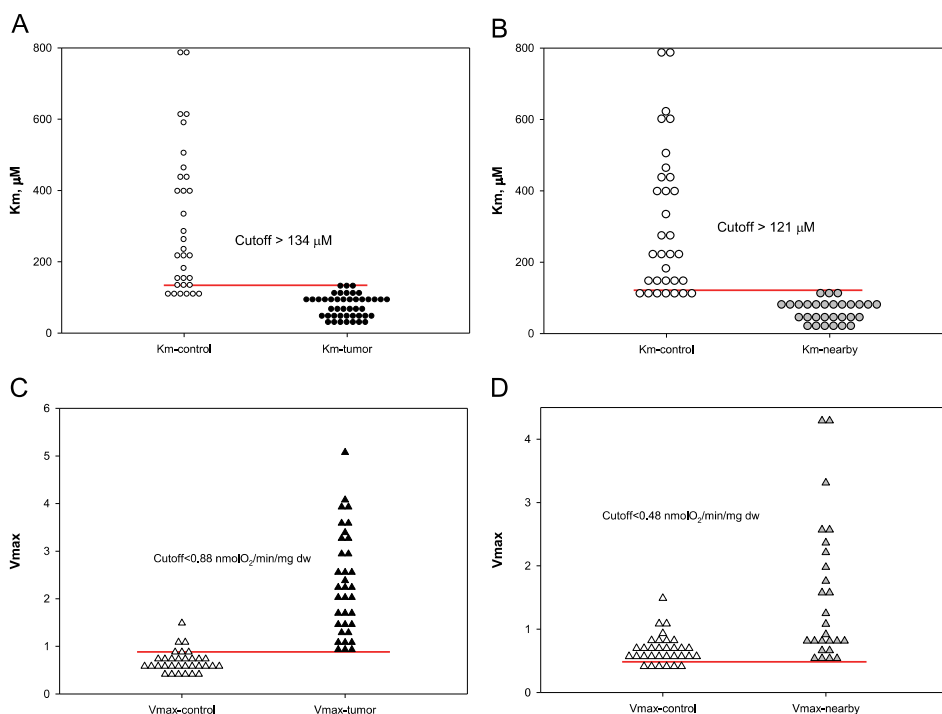 A
800
600
400
200
0
Km, µM
Cutoff > 134 µM
Km-control
Km-tumor
B
800
600
400
200
0
Km, µM
Cutoff > 121 µM
Km-control
Km-nearby
C
6
5
4
3
2
1
0
Vmax
Cutoff<0.88 nmolO₂/min/mg dw
Vmax-control
Vmax-tumor
D
4
3
2
1
0
Vmax
Cutoff<0.48 nmolO₂/min/mg dw
Vmax-control
Vmax-nearby